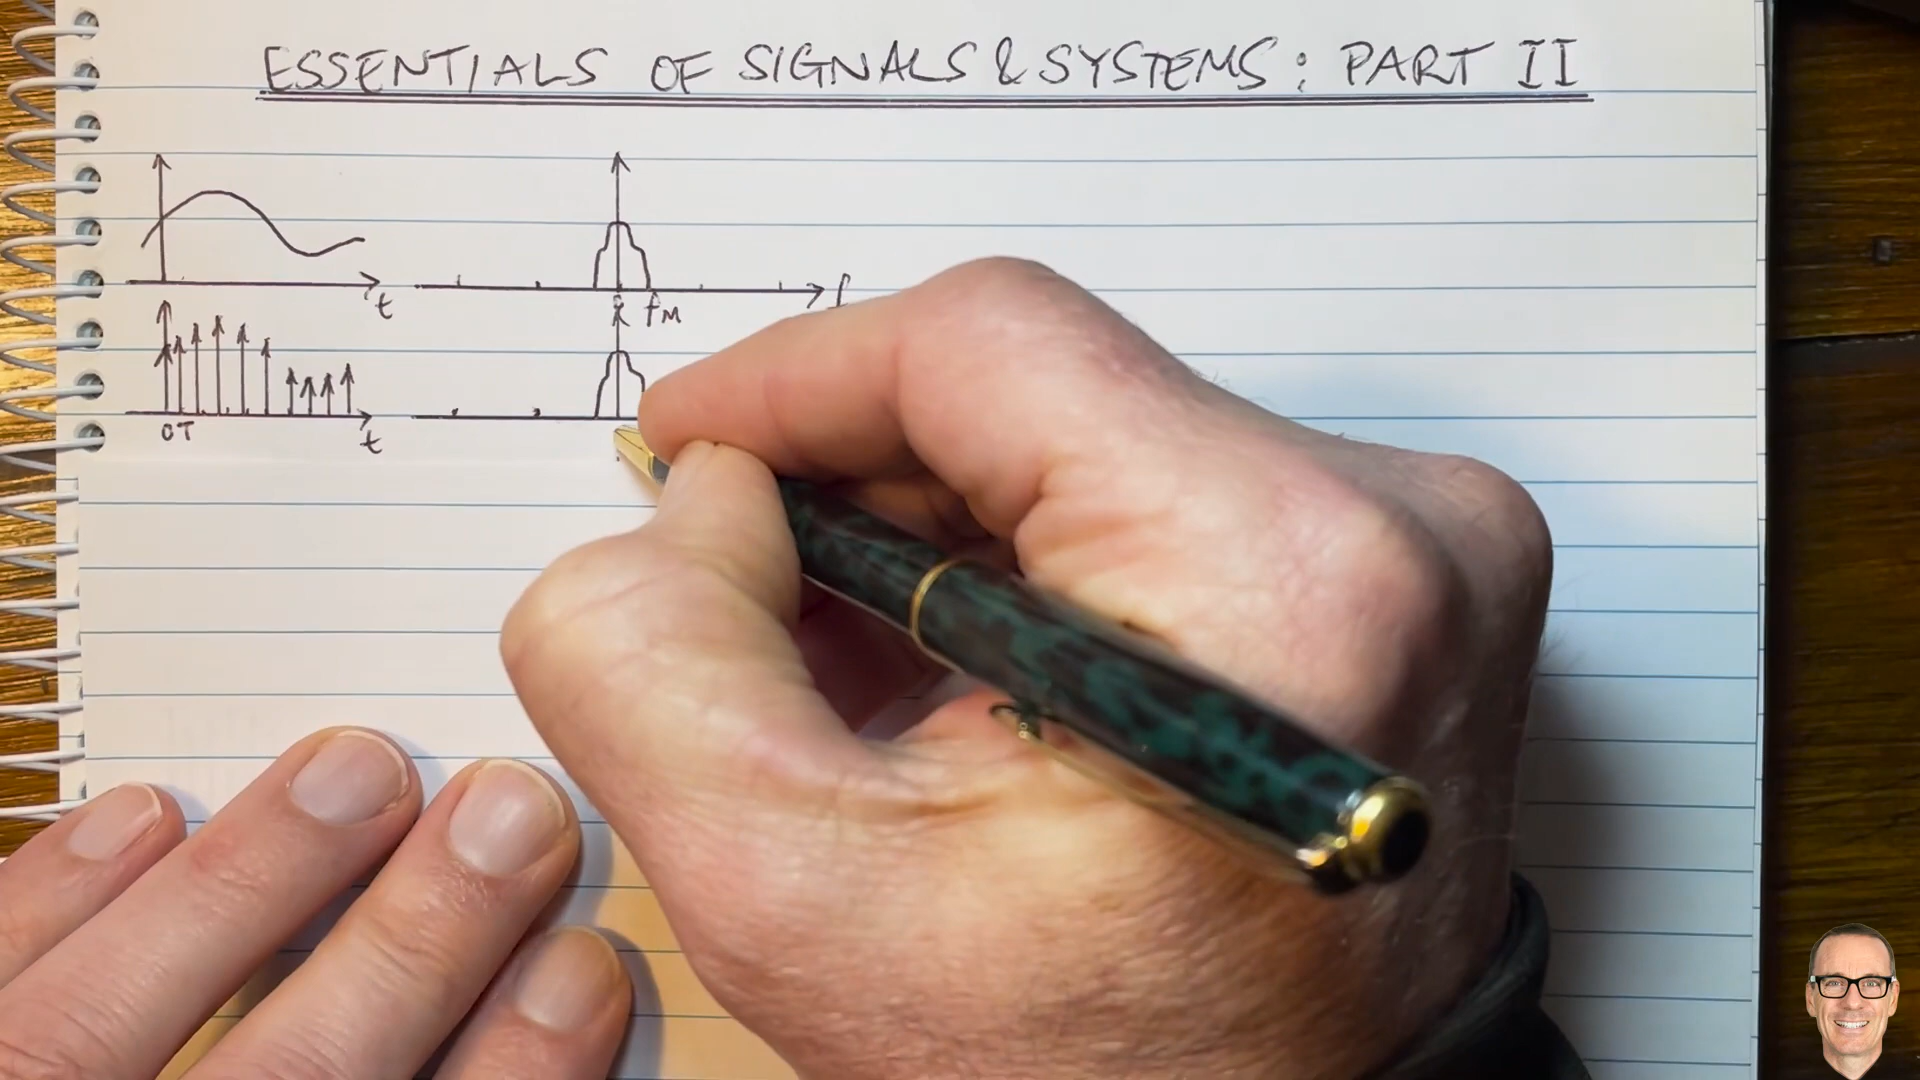 ESSENTIALS OF SIGNALS & SYSTEMS: PART II
t
fM
f
0T
t